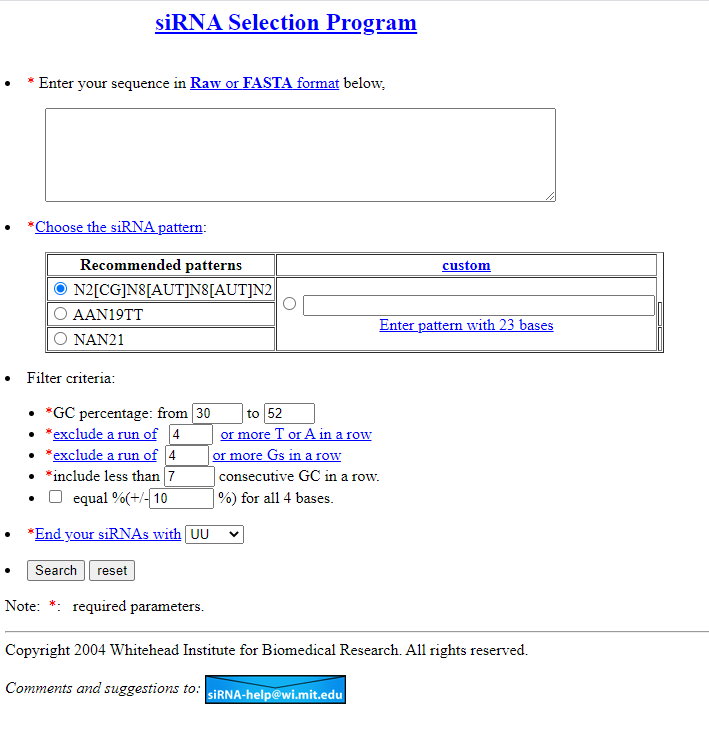 siRNA Selection Program
* Enter your sequence in Raw or FASTA format below,
*Choose the siRNA pattern:
Recommended patterns custom
N2[CG]N8[AUT]N8[AUT]N2
AAN19TT
Enter pattern with 23 bases
NAN21
Filter criteria:
*GC percentage: from 30 to 52
*exclude a run of 4 or more T or A in a row
*exclude a run of 4 or more Gs in a row
*include less than 7 consecutive GC in a row.
equal %(+/- 10 %) for all 4 bases.
*End your siRNAs with UU
Search reset
Note: *: required parameters.
Copyright 2004 Whitehead Institute for Biomedical Research. All rights reserved.
Comments and suggestions to: siRNA-help@wi.mit.edu